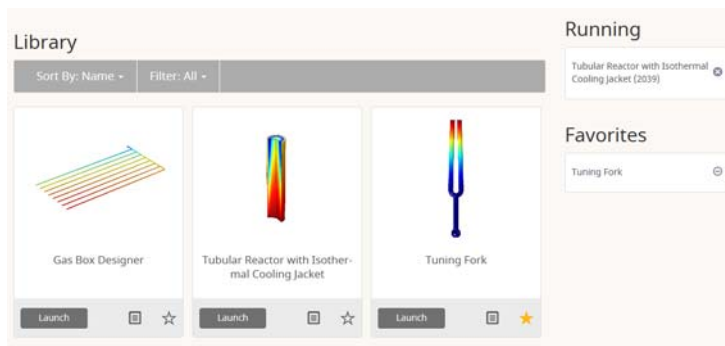 Library
Sort By: Name
Filter: All
Gas Box Designer
Tubular Reactor with Isother-
mal Cooling Jacket
Tuning Fork
Launch
Launch
Launch
Running
Tubular Reactor with Isothermal
Cooling Jacket (2039)
Favorites
Tuning Fork